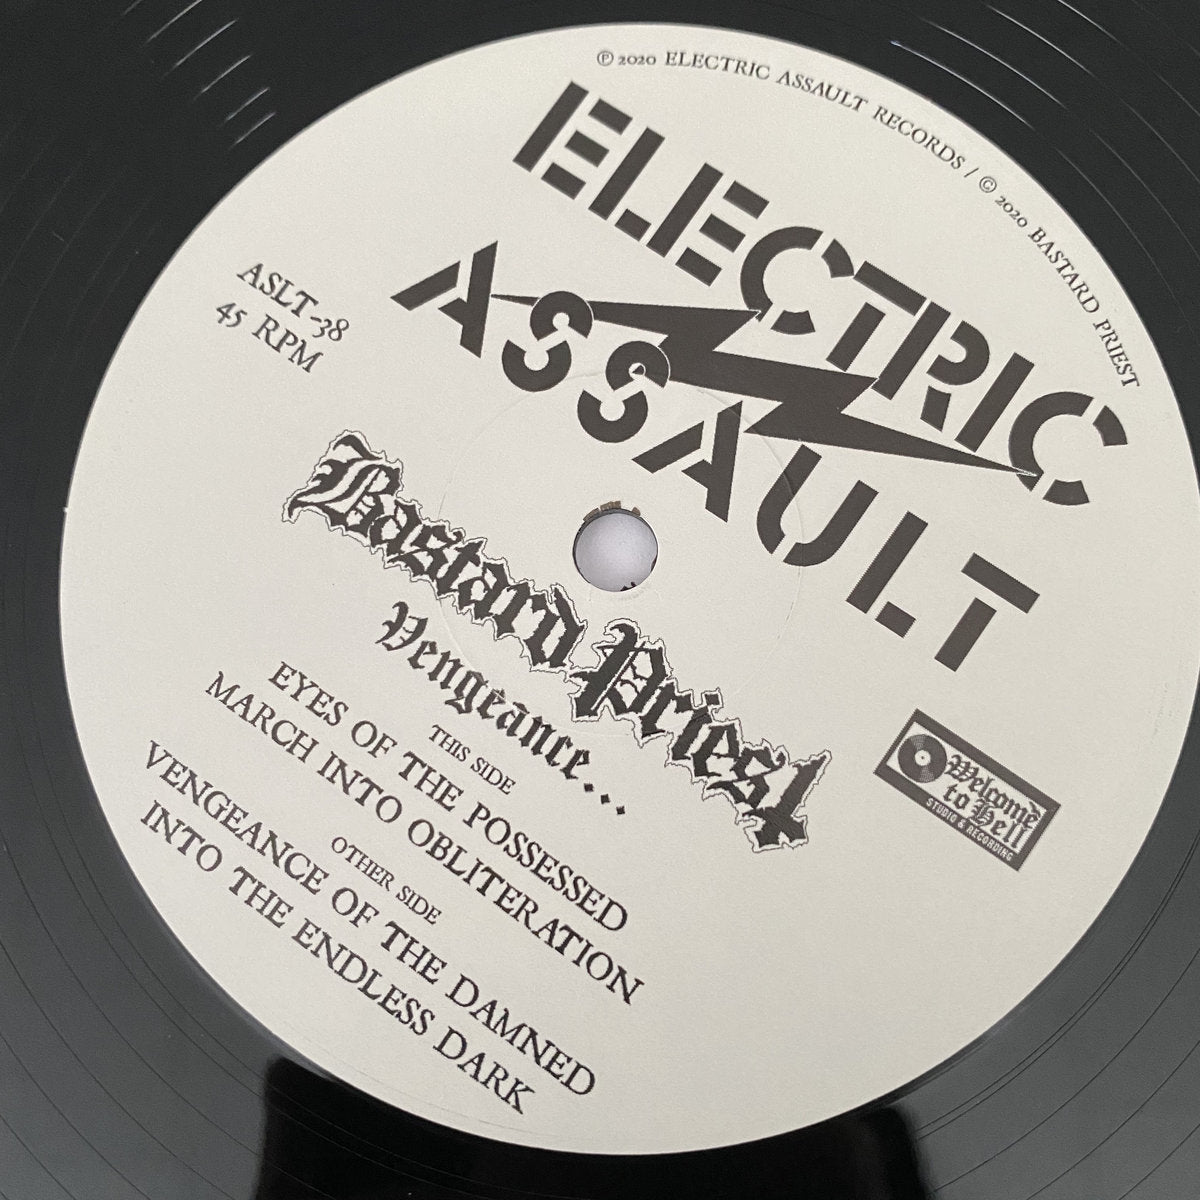 ℗ 2020 ELECTRIC ASSAULT RECORDS / © 2020 BASTARD PRIEST
ELECTRIC
ASSAULT
ASLT-38
45 RPM
Bastard Priest
Vengeance...
THIS SIDE
EYES OF THE POSSESSED
MARCH INTO OBLITERATION
OTHER SIDE
VENGEANCE OF THE DAMNED
INTO THE ENDLESS DARK
Welcome
to Hell
STUDIO & RECORDING